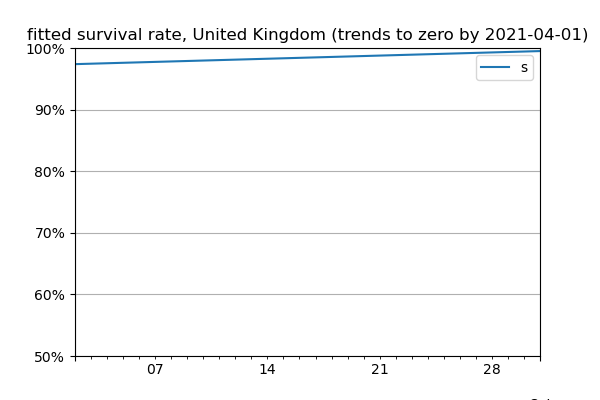 fitted survival rate, United Kingdom (trends to zero by 2021-04-01)
100%
s
90%
80%
70%
60%
50%
07 14 21 28